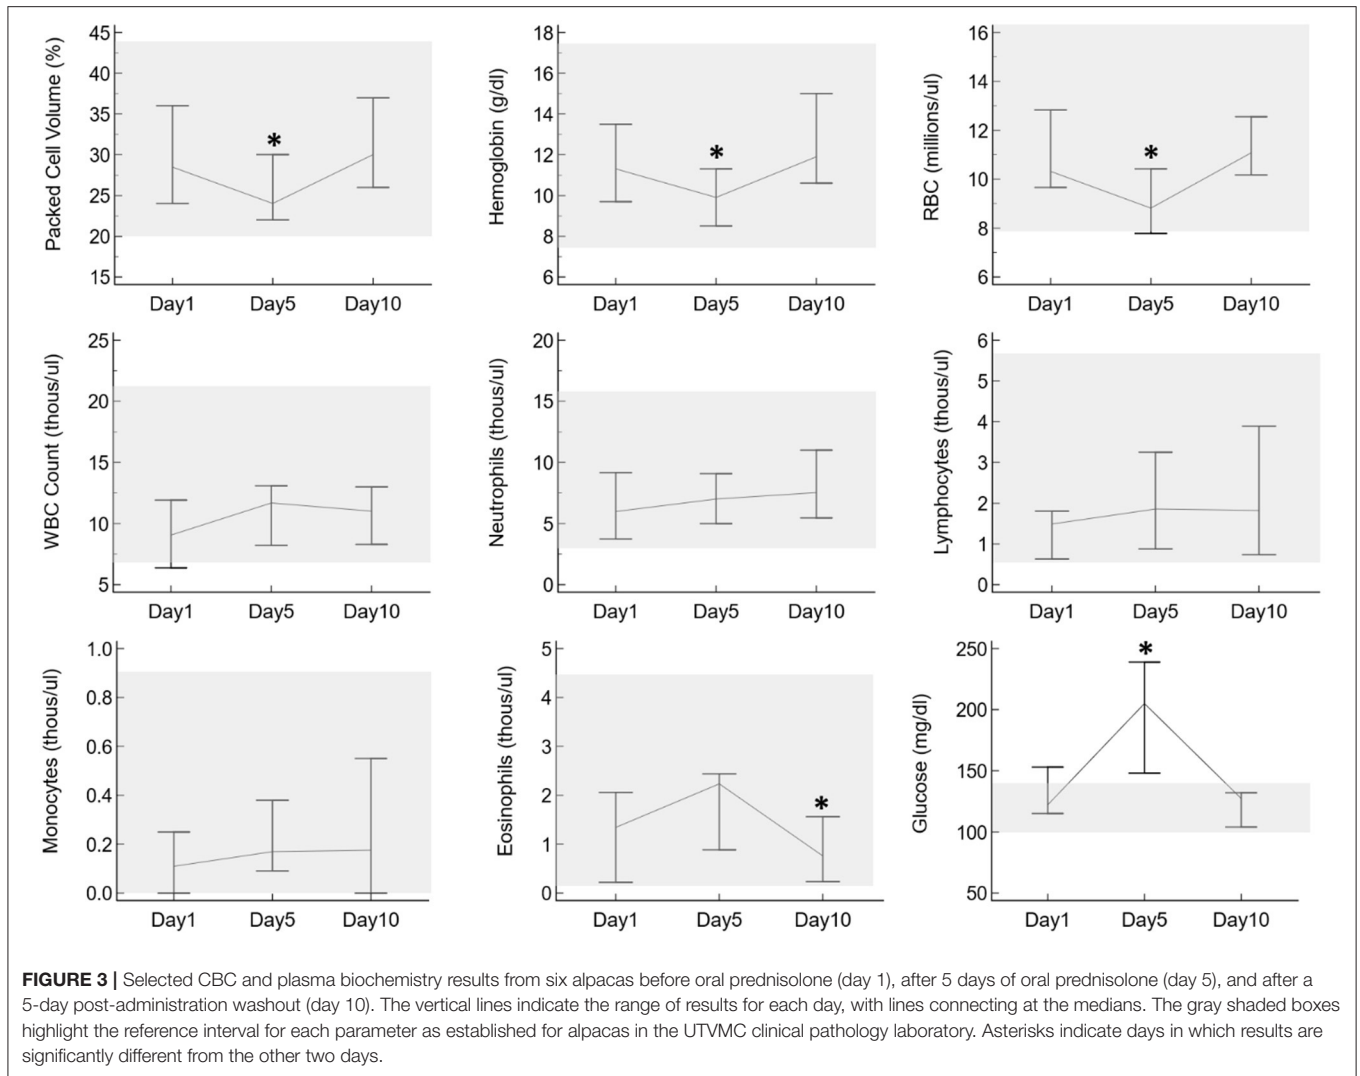 Packed Cell Volume (%)
45
40
35
30
25
20
15
*
Day1 Day5 Day10
Hemoglobin (g/dl)
18
16
14
12
10
8
6
*
Day1 Day5 Day10
RBC (millions/ul)
16
14
12
10
8
6
*
Day1 Day5 Day10
WBC Count (thous/ul)
25
20
15
10
5
Day1 Day5 Day10
Neutrophils (thous/ul)
20
15
10
5
0
Day1 Day5 Day10
Lymphocytes (thous/ul)
6
5
4
3
2
1
0
Day1 Day5 Day10
Monocytes (thous/ul)
1.0
0.8
0.6
0.4
0.2
0.0
Day1 Day5 Day10
Eosinophils (thous/ul)
5
4
3
2
1
0
*
Day1 Day5 Day10
Glucose (mg/dl)
250
200
150
100
50
*
Day1 Day5 Day10
FIGURE 3 | Selected CBC and plasma biochemistry results from six alpacas before oral prednisolone (day 1), after 5 days of oral prednisolone (day 5), and after a
5-day post-administration washout (day 10). The vertical lines indicate the range of results for each day, with lines connecting at the medians. The gray shaded boxes
highlight the reference interval for each parameter as established for alpacas in the UTVMC clinical pathology laboratory. Asterisks indicate days in which results are
significantly different from the other two days.